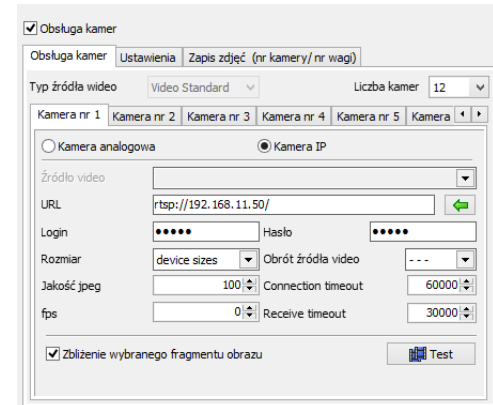 Obsługa kamer
Obsługa kamer Ustawienia Zapis zdjęć (nr kamery/ nr wagi)
Typ źródła wideo Video Standard Liczba kamer 12
Kamera nr 1 Kamera nr 2 Kamera nr 3 Kamera nr 4 Kamera nr 5 Kamera
Kamera analogowa Kamera IP
Źródło video
URL rtsp://192.168.11.50/
Login ••••• Hasło •••••
Rozmiar device sizes Obrót źródła video - - -
Jakość jpeg 100 Connection timeout 60000
fps 0 Receive timeout 30000
Zbliżenie wybranego fragmentu obrazu Test